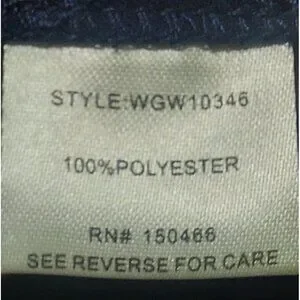 STYLE:WGW10346
100%POLYESTER
RN# 150466
SEE REVERSE FOR CARE